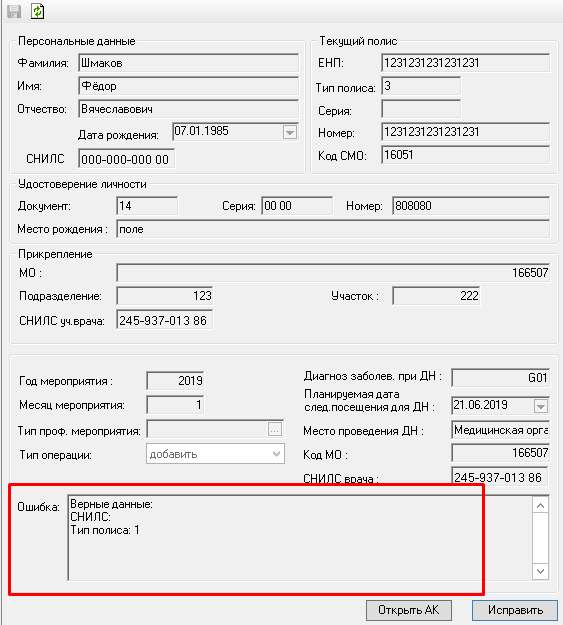 Персональные данные
Фамилия: Шмаков
Имя: Фёдор
Отчество: Вячеславович
Дата рождения: 07.01.1985
СНИЛС 000-000-000 00
Текущий полис
ЕНП: 1231231231231231
Тип полиса: 3
Серия:
Номер: 1231231231231231
Код СМО: 16051
Удостоверение личности
Документ: 14 Серия: 00 00 Номер: 808080
Место рождения : поле
Прикрепление
МО : 166507
Подразделение: 123 Участок : 222
СНИЛС уч.врача: 245-937-013 86
Год мероприятия : 2019
Месяц мероприятия: 1
Тип проф. мероприятия: ...
Тип операции: добавить
Диагноз заболев. при ДН : G01
Планируемая дата
след.посещения для ДН : 21.06.2019
Место проведения ДН : Медицинская орга
Код МО : 166507
СНИЛС врача : 245-937-013 86
Ошибка: Верные данные:
СНИЛС:
Тип полиса: 1
Открыть АК Исправить